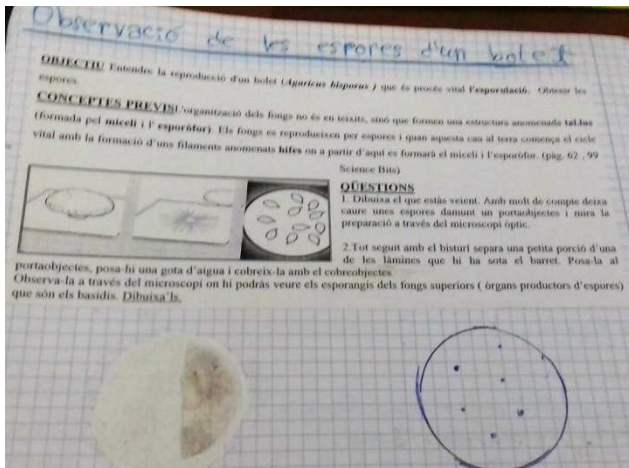 Observació de les espores d'un bolet
OBJECTIU Entendre la reproducció d'un bolet (Agaricus bisporus) que és procés vital l'esporulació. Obtenir les
espores.
CONCEPTES PREVIS L'organització dels fongs no és en teixits, sinó que formen una estructura anomenada tal.lus
(formada pel miceli i l' esporòfor). Els fongs es reprodueixen per espores i quan aquesta cau al terra comença el cicle
vital amb la formació d'uns filaments anomenats hifes on a partir d'aquí es formarà el miceli i l'esporòfor. (pàg. 62 , 99
Science Bits)
QÜESTIONS
1. Dibuixa el que estàs veient. Amb molt de compte deixa
caure unes espores damunt un portaobjectes i mira la
preparació a través del microscopi òptic.
2.Tot seguit amb el bisturí separa una petita porció d'una
de les làmines que hi ha sota el barret. Posa-la al
portaobjectes, posa-hi una gota d'aigua i cobreix-la amb el cobreobjectes
Observa-la a través del microscopi on hi podràs veure els esporangis dels fongs superiors ( òrgans productors d'espores)
que són els basidis. Dibuixa'ls.